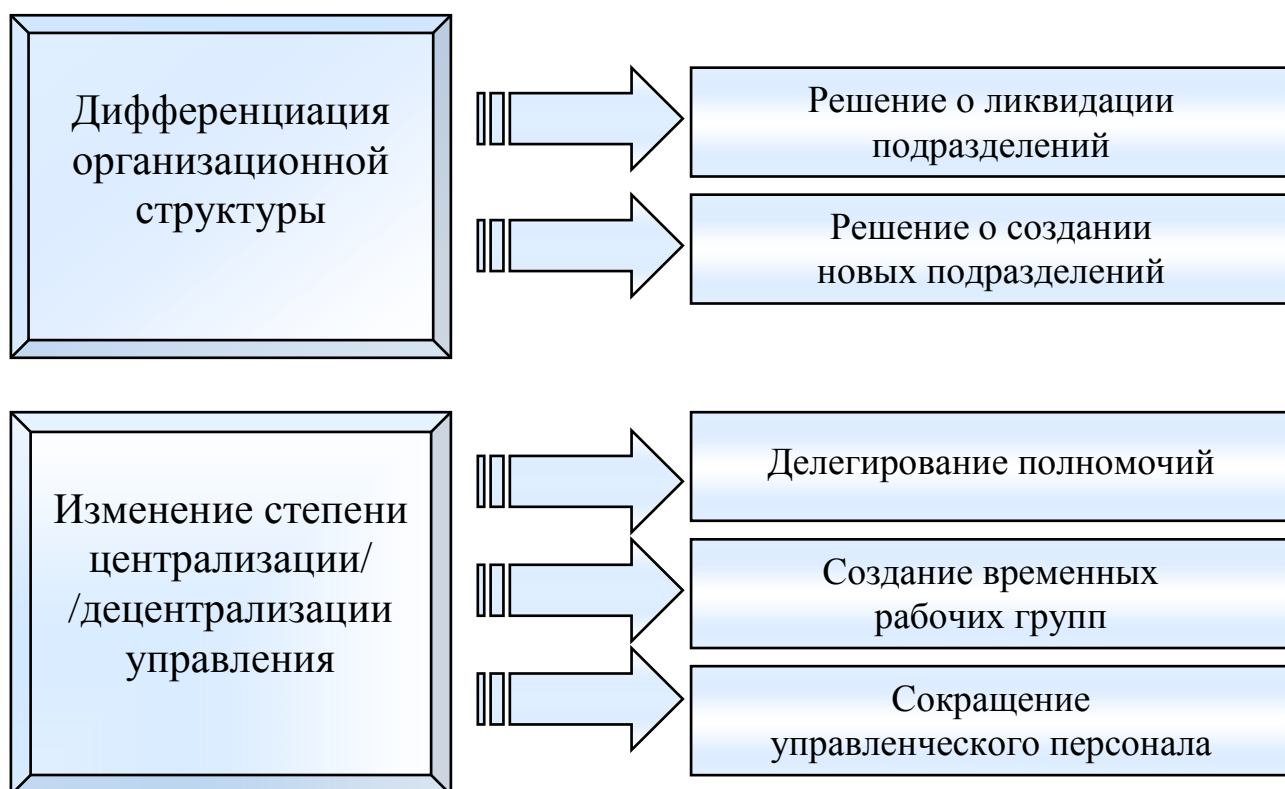 Дифференциация
организационной
структуры
Решение о ликвидации
подразделений
Решение о создании
новых подразделений
Изменение степени
централизации/
/децентрализации
управления
Делегирование полномочий
Создание временных
рабочих групп
Сокращение
управленческого персонала